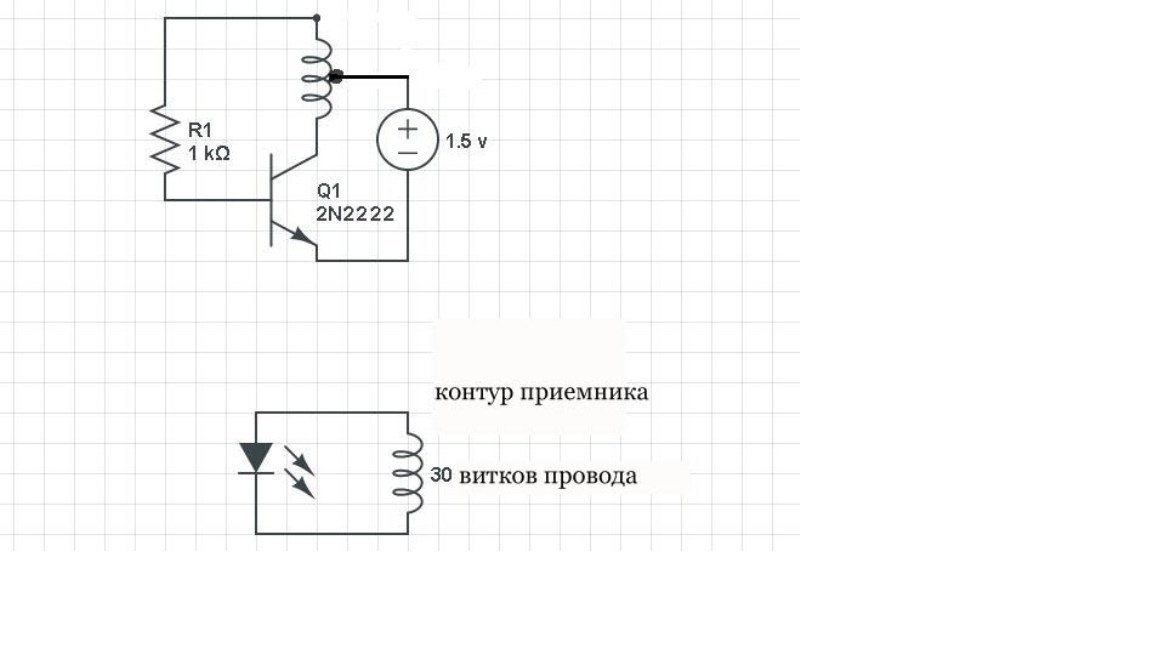 R1
1 kΩ
+
1.5 v
−
Q1
2N2222
контур приемника
30 витков провода